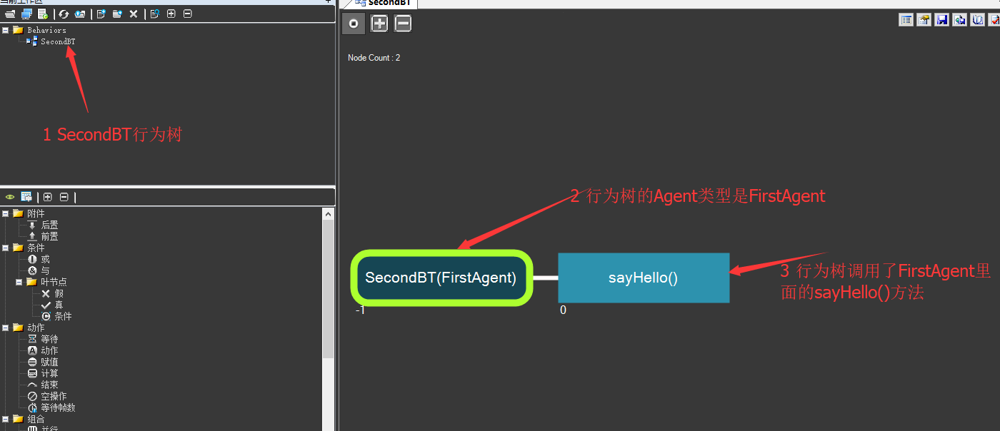 当前工作区
SecondBT
Behaviors
SecondBT
Node Count : 2
1 SecondBT行为树
2 行为树的Agent类型是FirstAgent
SecondBT(FirstAgent)
sayHello()
-1
0
3 行为树调用了FirstAgent里
面的sayHello()方法
附件
后置
前置
条件
或
与
叶节点
假
真
条件
动作
等待
动作
赋值
计算
结束
空操作
等待帧数
组合
并行